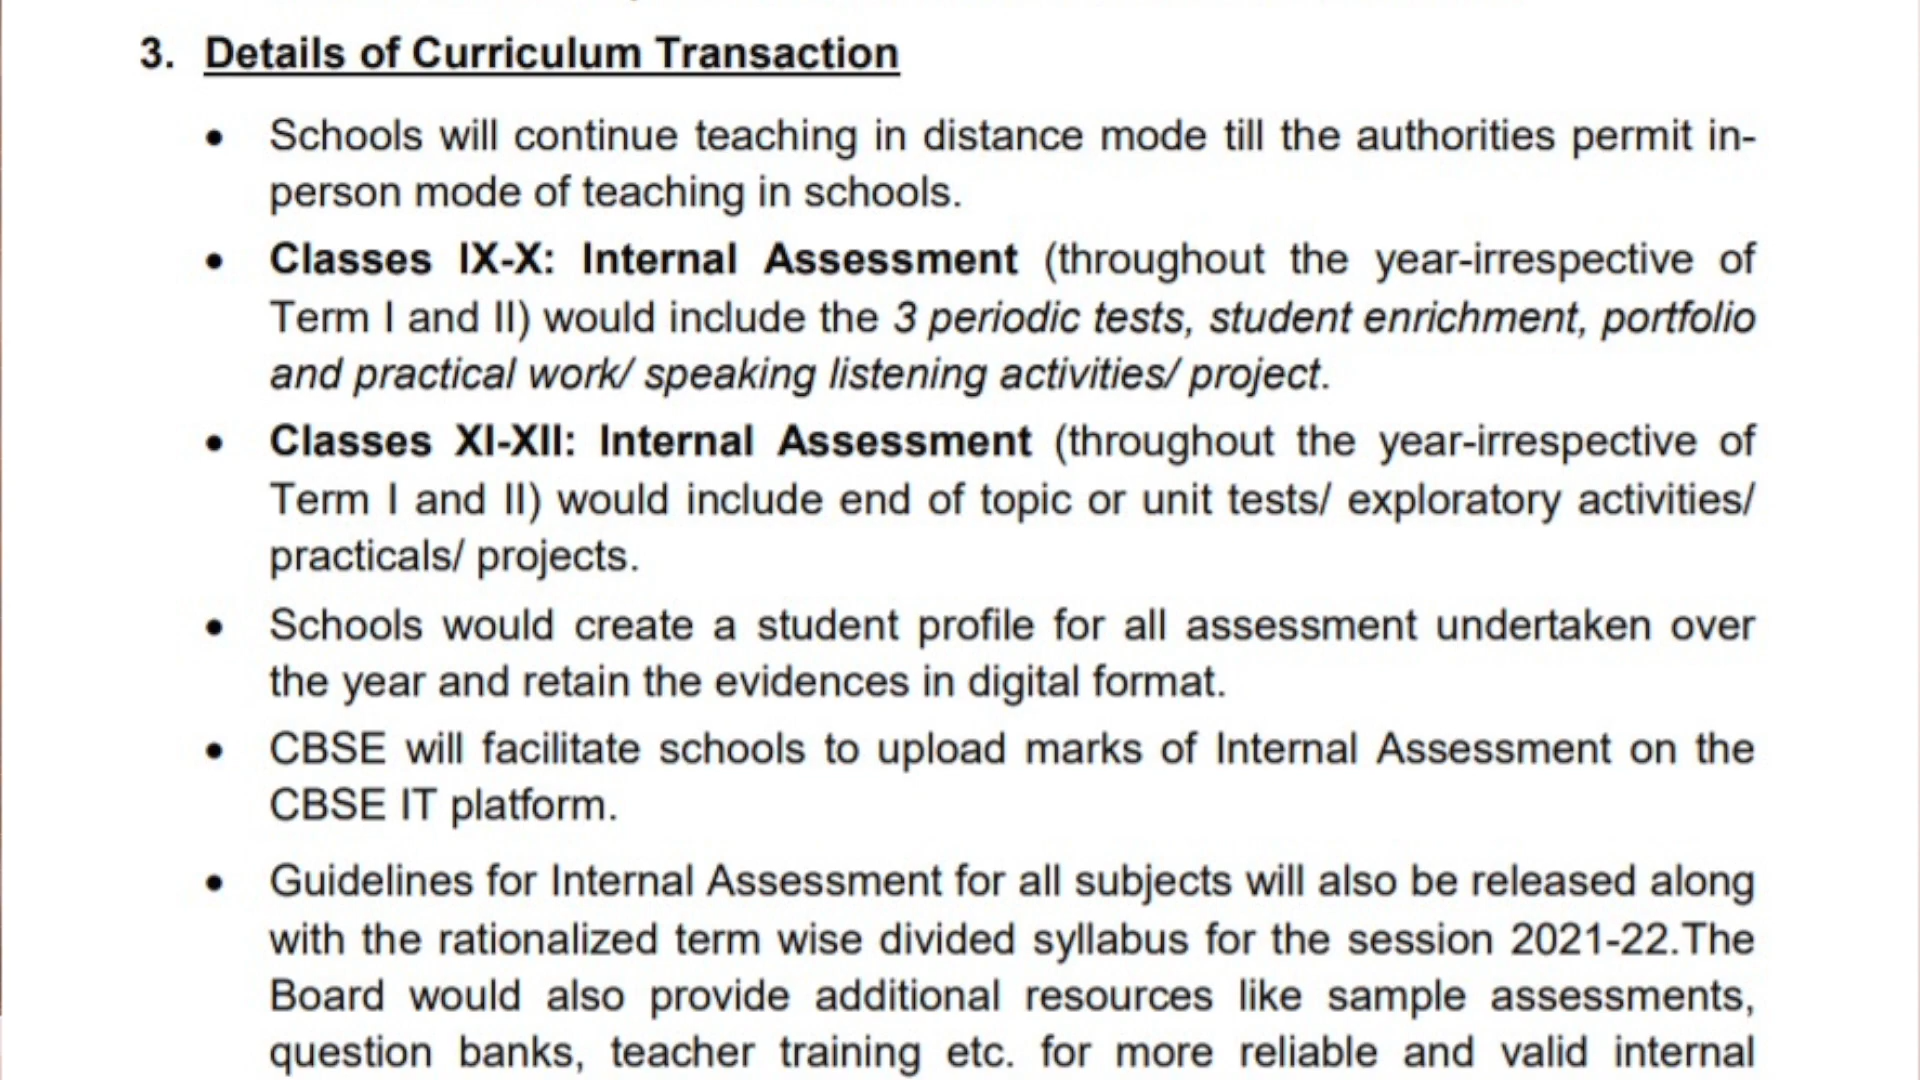 3. Details of Curriculum Transaction
• Schools will continue teaching in distance mode till the authorities permit in-
person mode of teaching in schools.
• Classes IX-X: Internal Assessment (throughout the year-irrespective of
Term I and II) would include the 3 periodic tests, student enrichment, portfolio
and practical work/ speaking listening activities/ project.
• Classes XI-XII: Internal Assessment (throughout the year-irrespective of
Term I and II) would include end of topic or unit tests/ exploratory activities/
practicals/ projects.
• Schools would create a student profile for all assessment undertaken over
the year and retain the evidences in digital format.
• CBSE will facilitate schools to upload marks of Internal Assessment on the
CBSE IT platform.
• Guidelines for Internal Assessment for all subjects will also be released along
with the rationalized term wise divided syllabus for the session 2021-22.The
Board would also provide additional resources like sample assessments,
question banks, teacher training etc. for more reliable and valid internal